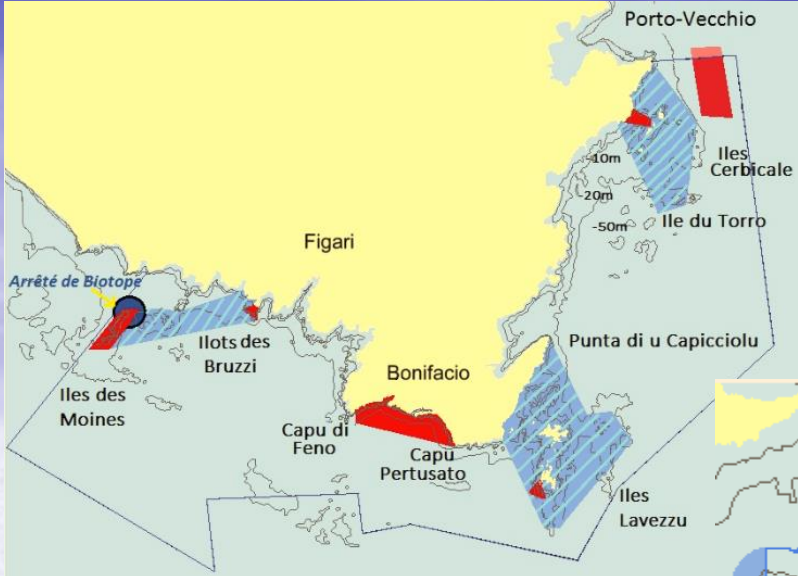 Porto-Vecchio
Iles
Cerbicale
-10m
-20m
-50m
Ile du Torro
Figari
Arrêté de Biotope
Ilots des
Bruzzi
Punta di u Capicciolu
Bonifacio
Iles des
Moines
Capu di
Feno
Capu
Pertusato
Iles
Lavezzu